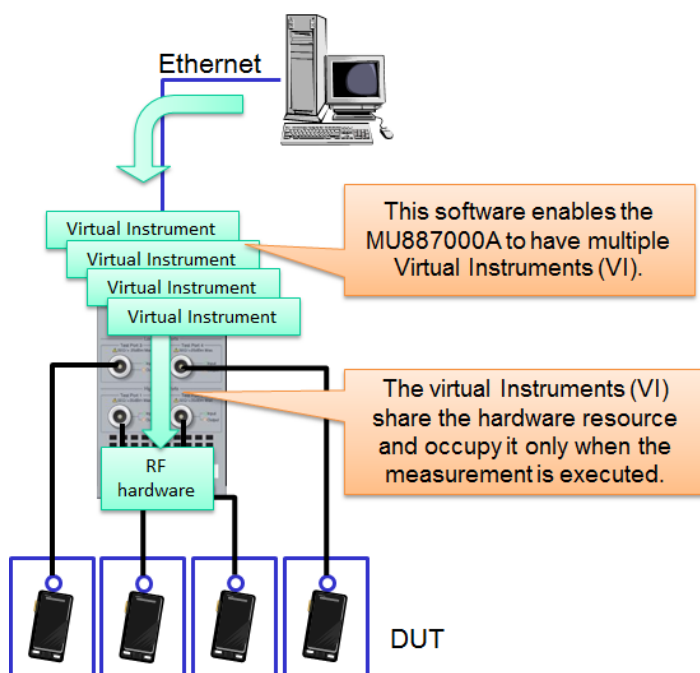 Ethernet
Virtual Instrument
Virtual Instrument
Virtual Instrument
Virtual Instrument
This software enables the
MU887000A to have multiple
Virtual Instruments (VI).
The virtual Instruments (VI)
share the hardware resource
and occupy it only when the
measurement is executed.
RF
hardware
DUT